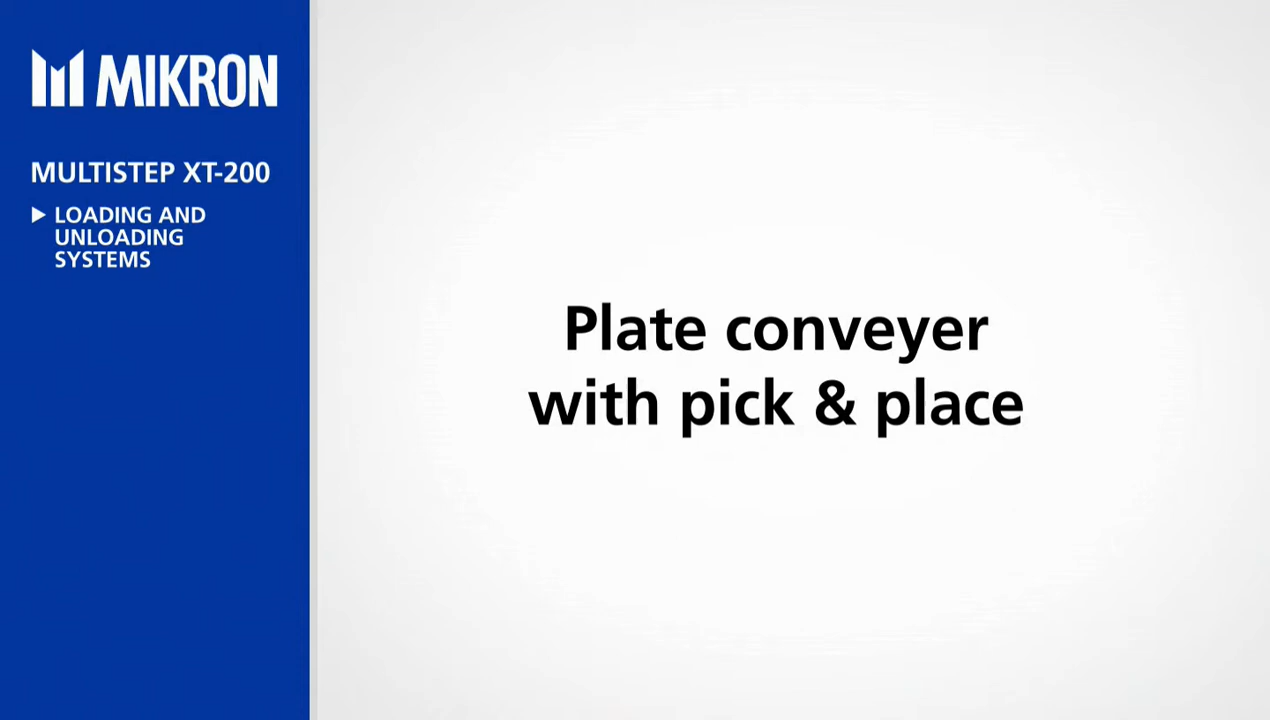 MIKRON
MULTISTEP XT-200
LOADING AND
UNLOADING
SYSTEMS
Plate conveyer
with pick & place